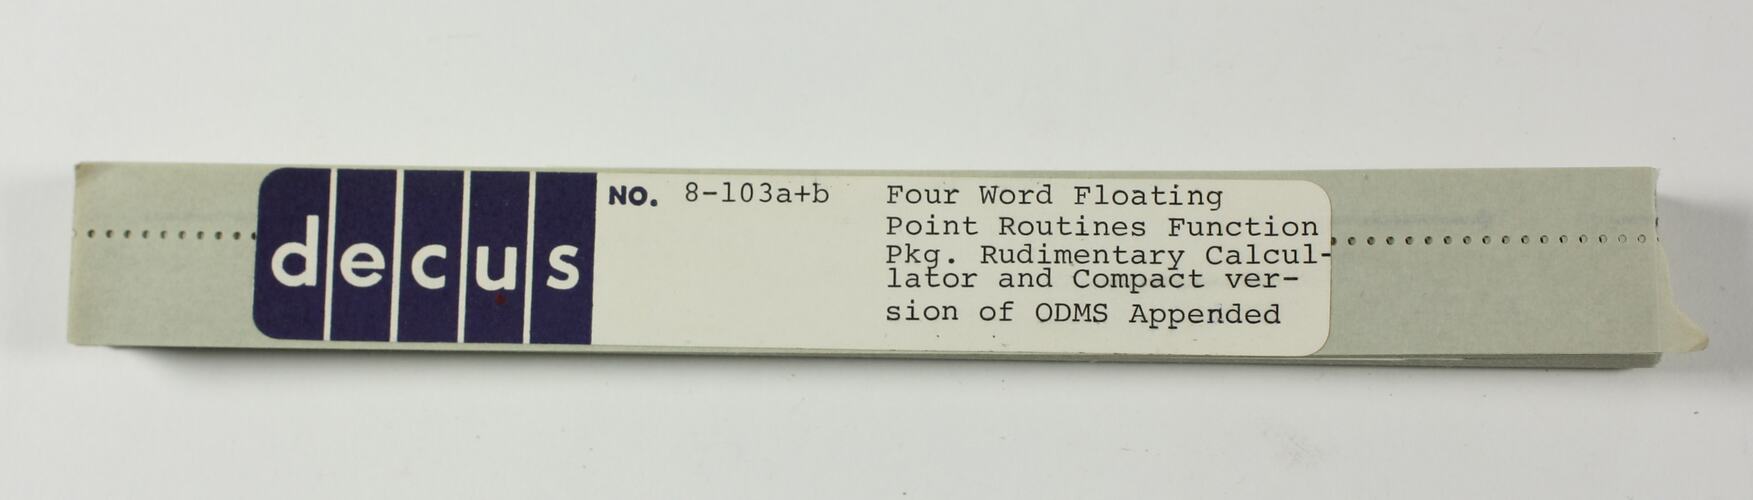 decus NO. 8-103a+b Four Word Floating
Point Routines Function
Pkg. Rudimentary Calcul-
lator and Compact ver-
sion of ODMS Appended